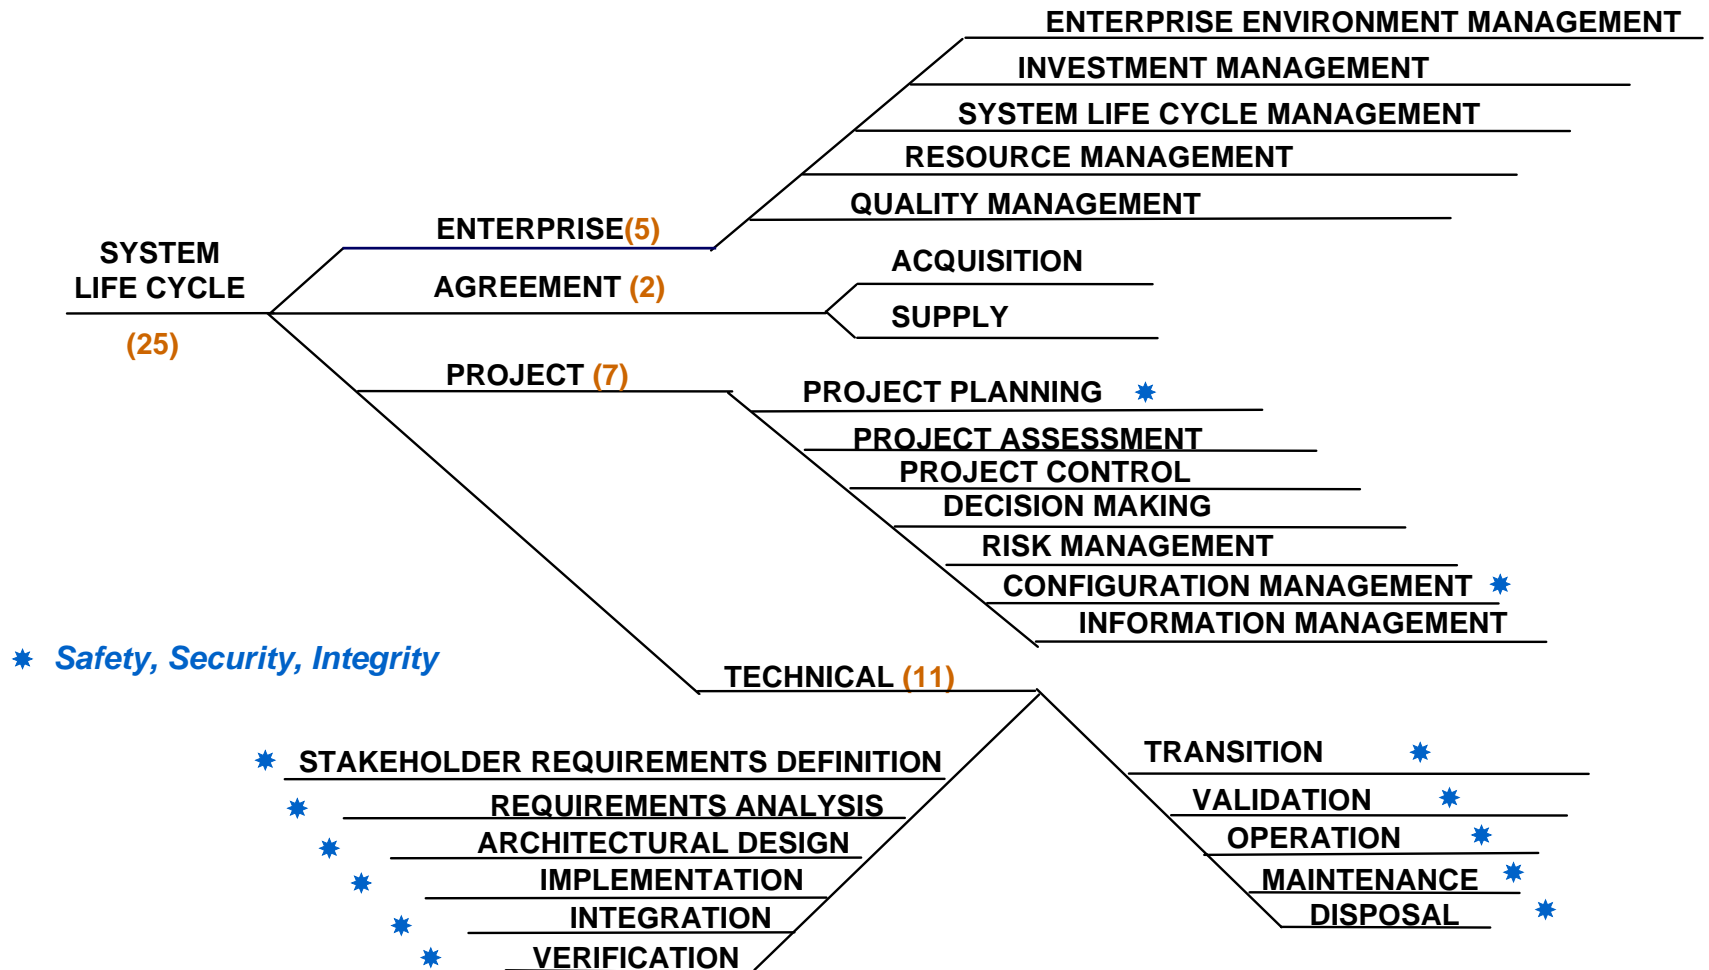 ENTERPRISE ENVIRONMENT MANAGEMENT
INVESTMENT MANAGEMENT
SYSTEM LIFE CYCLE MANAGEMENT
RESOURCE MANAGEMENT
QUALITY MANAGEMENT
ENTERPRISE(5)
SYSTEM
LIFE CYCLE
(25)
AGREEMENT (2)
ACQUISITION
SUPPLY
PROJECT (7)
PROJECT PLANNING
PROJECT ASSESSMENT
PROJECT CONTROL
DECISION MAKING
RISK MANAGEMENT
CONFIGURATION MANAGEMENT
INFORMATION MANAGEMENT
Safety, Security, Integrity
TECHNICAL (11)
STAKEHOLDER REQUIREMENTS DEFINITION
REQUIREMENTS ANALYSIS
ARCHITECTURAL DESIGN
IMPLEMENTATION
INTEGRATION
VERIFICATION
TRANSITION
VALIDATION
OPERATION
MAINTENANCE
DISPOSAL